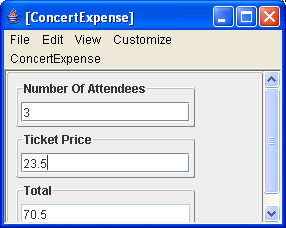 [ConcertExpense]
File Edit View Customize
ConcertExpense
Number Of Attendees
3
Ticket Price
23.5
Total
70.5